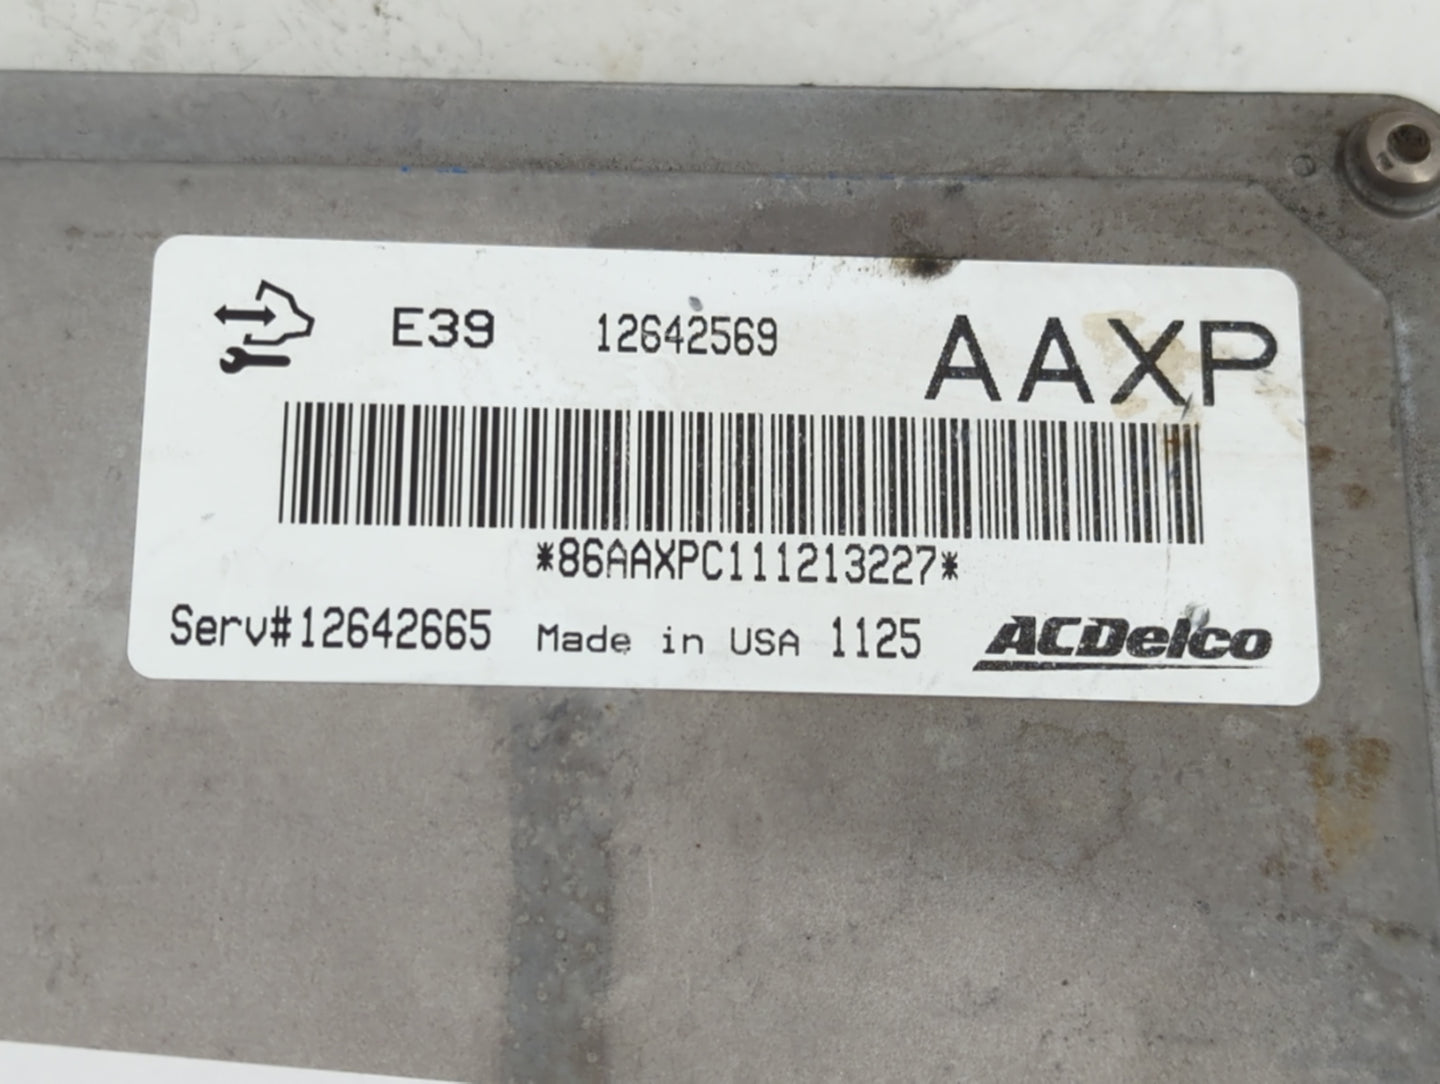 E39 12642569 AAXP
*86AAXPC111213227*
Serv#12642665 Made in USA 1125 ACDelco